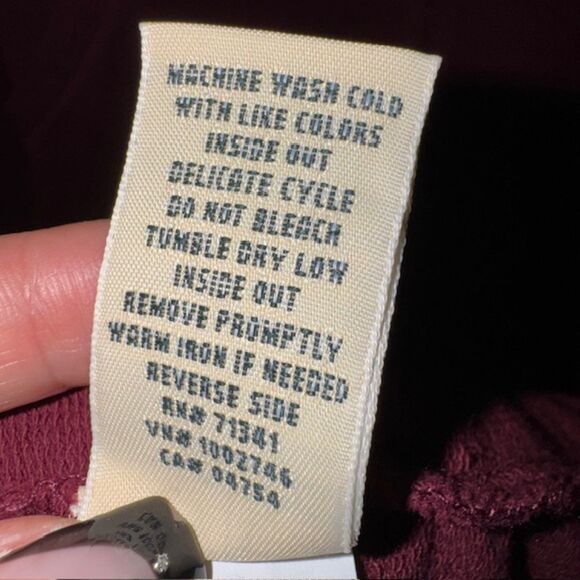 MACHINE WASH COLD
WITH LIKE COLORS
INSIDE OUT
DELICATE CYCLE
DO NOT BLEACH
TUMBLE DRY LOW
INSIDE OUT
REMOVE PROMPTLY
WARM IRON IF NEEDED
REVERSE SIDE
RN# 71341
VN# 1002746
CA# 04754